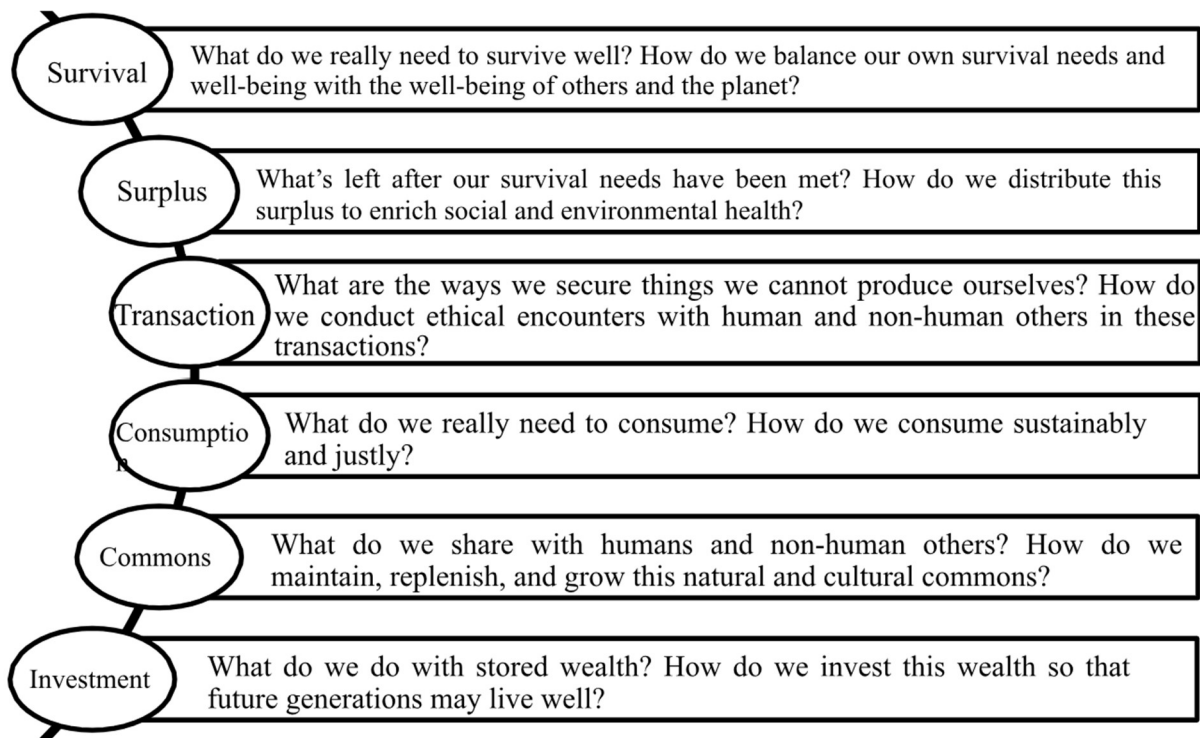 Survival
What do we really need to survive well? How do we balance our own survival needs and
well-being with the well-being of others and the planet?
Surplus
What’s left after our survival needs have been met? How do we distribute this
surplus to enrich social and environmental health?
Transaction
What are the ways we secure things we cannot produce ourselves? How do
we conduct ethical encounters with human and non-human others in these
transactions?
Consumptio
n
What do we really need to consume? How do we consume sustainably
and justly?
Commons
What do we share with humans and non-human others? How do we
maintain, replenish, and grow this natural and cultural commons?
Investment
What do we do with stored wealth? How do we invest this wealth so that
future generations may live well?